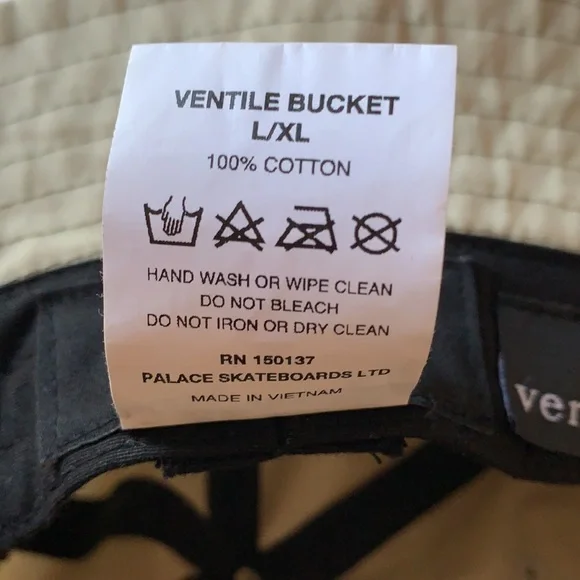 VENTILE BUCKET
L/XL
100% COTTON
HAND WASH OR WIPE CLEAN
DO NOT BLEACH
DO NOT IRON OR DRY CLEAN
RN 150137
PALACE SKATEBOARDS LTD
MADE IN VIETNAM
ven